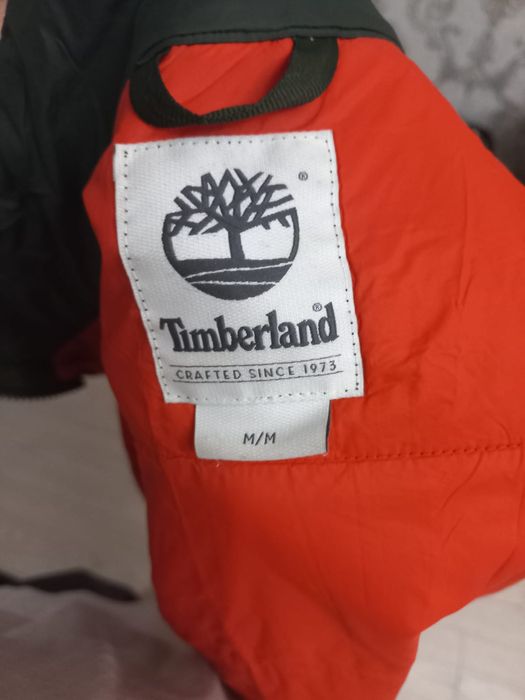 ®
Timberland®
CRAFTED SINCE 1973
M/M